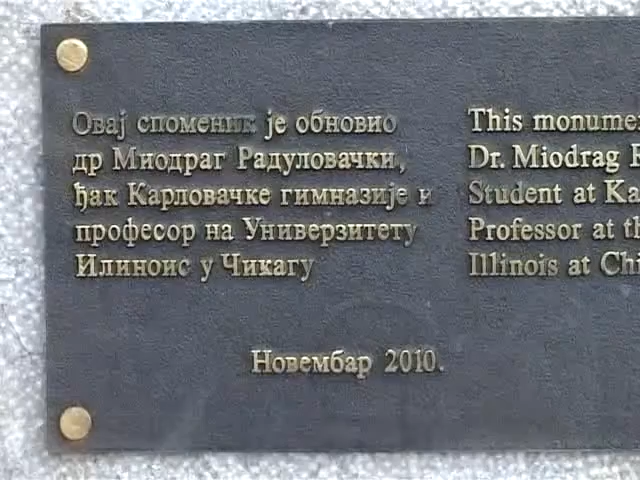 Овај споменик је обновио
др Миодраг Радуловачки,
ђак Карловачке гимназије и
професор на Универзитету
Илиноис у Чикагу
Новембар 2010.
This monume
Dr. Miodrag
Student at Ka
Professor at th
Illinois at Chi